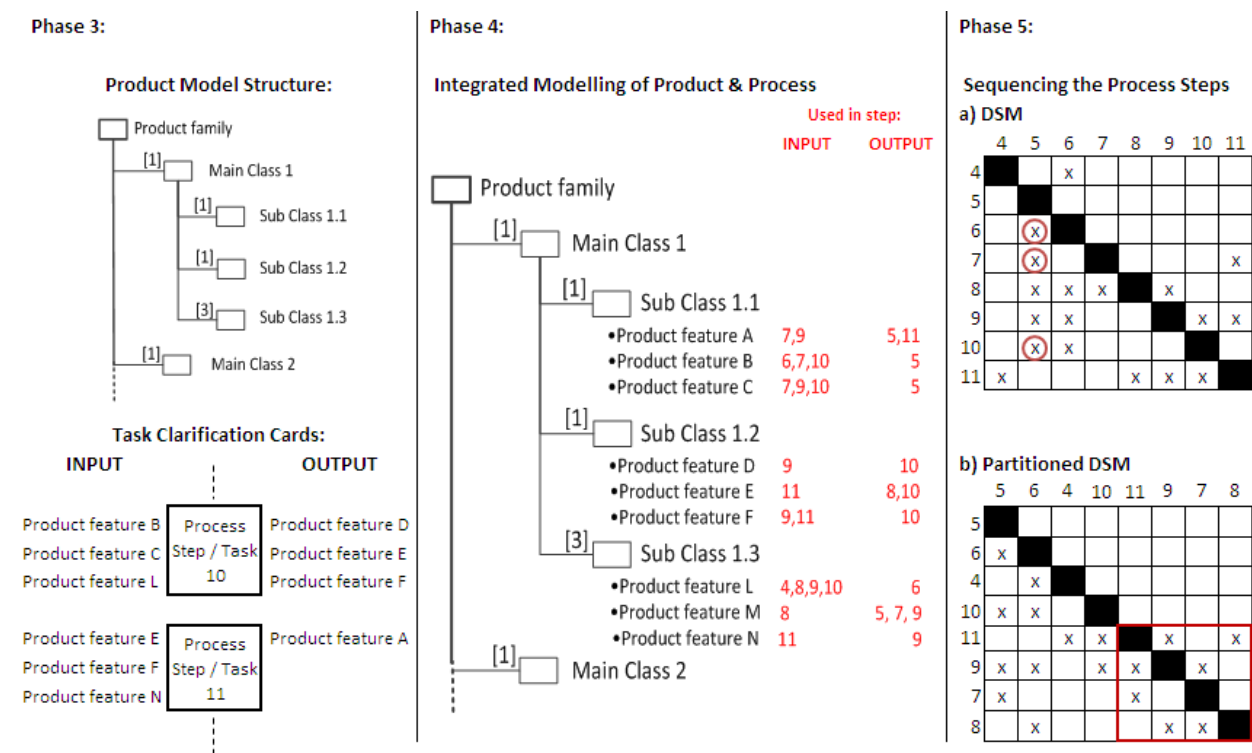 Phase 3:
Product Model Structure:
Product family
[1] Main Class 1
[1] Sub Class 1.1
[1] Sub Class 1.2
[3] Sub Class 1.3
[1] Main Class 2
Task Clarification Cards:
INPUT OUTPUT
Product feature B Process Product feature D
Product feature C Step / Task Product feature E
Product feature L 10 Product feature F
Product feature E Process Product feature A
Product feature F Step / Task
Product feature N 11
Phase 4:
Integrated Modelling of Product & Process
Used in step:
INPUT OUTPUT
Product family
[1] Main Class 1
[1] Sub Class 1.1
•Product feature A 7,9 5,11
•Product feature B 6,7,10 5
•Product feature C 7,9,10 5
[1] Sub Class 1.2
•Product feature D 9 10
•Product feature E 11 8,10
•Product feature F 9,11 10
[3] Sub Class 1.3
•Product feature L 4,8,9,10 6
•Product feature M 8 5, 7, 9
•Product feature N 11 9
[1] Main Class 2
Phase 5:
Sequencing the Process Steps
a) DSM
4 5 6 7 8 9 10 11
4 x
5
6 x
7 x x
8 x x x x
9 x x x x
10 x x
11 x x x x
b) Partitioned DSM
5 6 4 10 11 9 7 8
5
6 x
4 x
10 x x
11 x x x x
9 x x x x x
7 x x
8 x x x